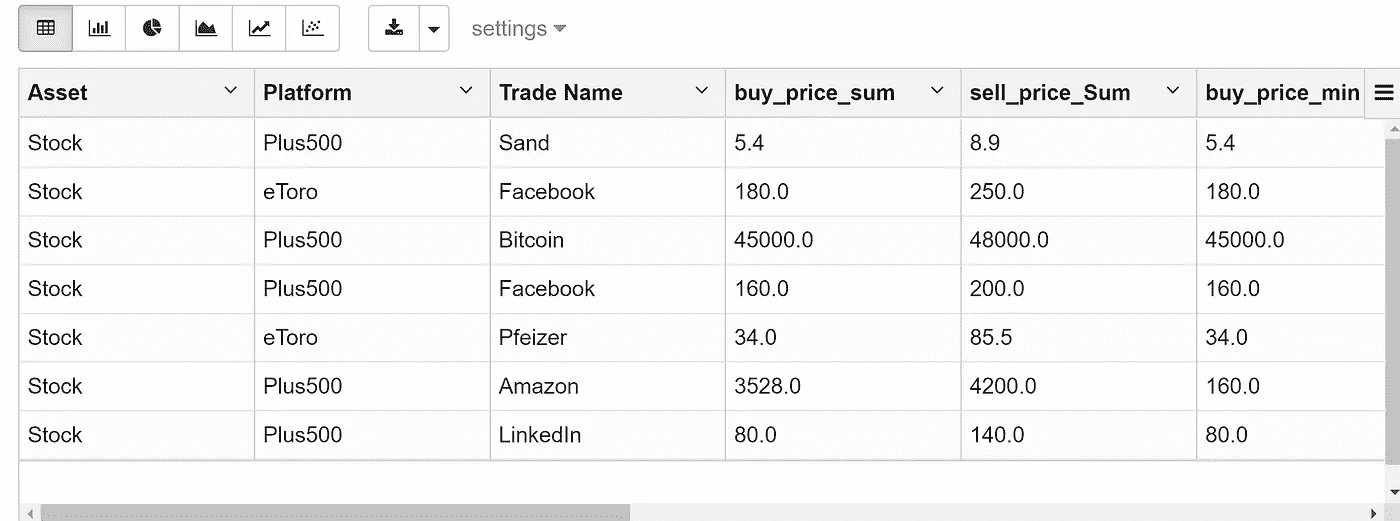 settings
Asset Platform Trade Name buy_price_sum sell_price_Sum buy_price_min
Stock Plus500 Sand 5.4 8.9 5.4
Stock eToro Facebook 180.0 250.0 180.0
Stock Plus500 Bitcoin 45000.0 48000.0 45000.0
Stock Plus500 Facebook 160.0 200.0 160.0
Stock eToro Pfeizer 34.0 85.5 34.0
Stock Plus500 Amazon 3528.0 4200.0 160.0
Stock Plus500 LinkedIn 80.0 140.0 80.0